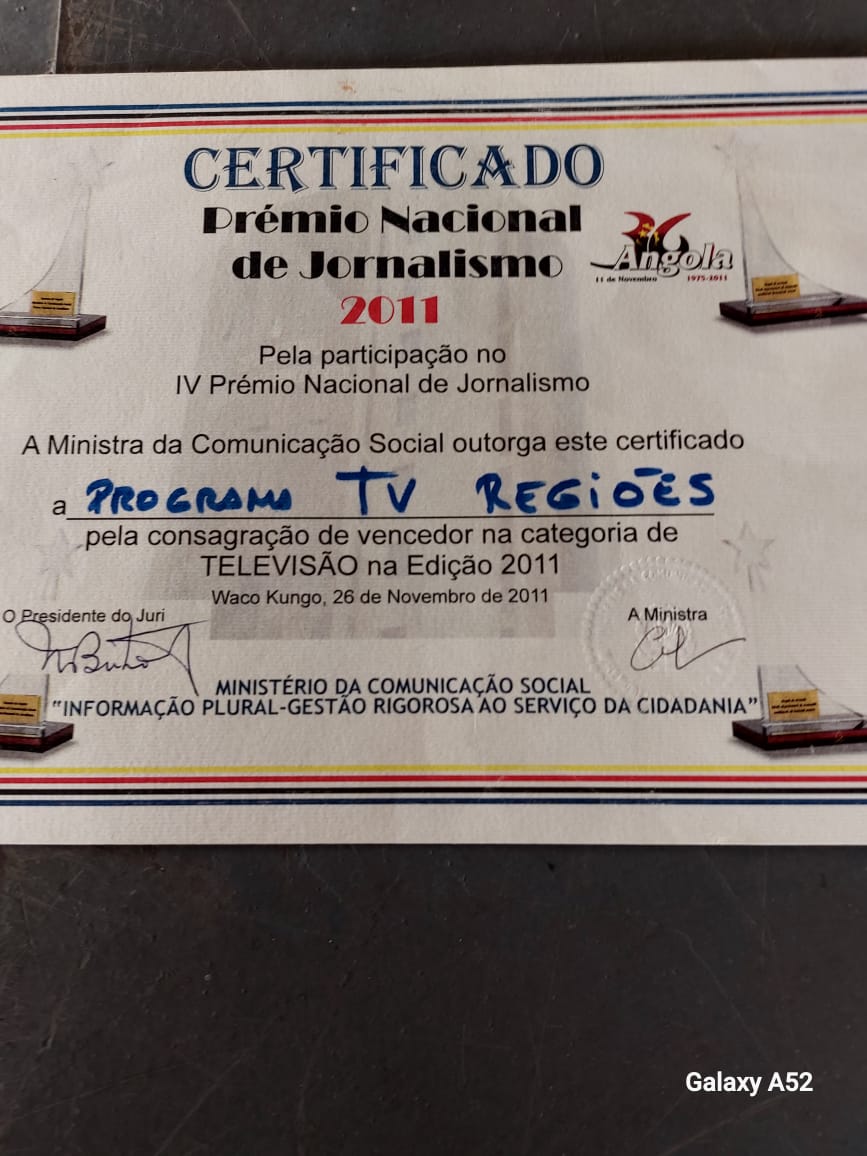 CERTIFICADO
Prémio Nacional
de Jornalismo
2011
36
Angola
11 de Novembro 1975-2011
Pela participação no
IV Prémio Nacional de Jornalismo
A Ministra da Comunicação Social outorga este certificado
a PROGRAMA TV REGIÕES
pela consagração de vencedor na categoria de
TELEVISÃO na Edição 2011
Waco Kungo, 26 de Novembro de 2011
O Presidente do Juri
A Ministra
MINISTÉRIO DA COMUNICAÇÃO SOCIAL
"INFORMAÇÃO PLURAL-GESTÃO RIGOROSA AO SERVIÇO DA CIDADANIA"
Galaxy A52